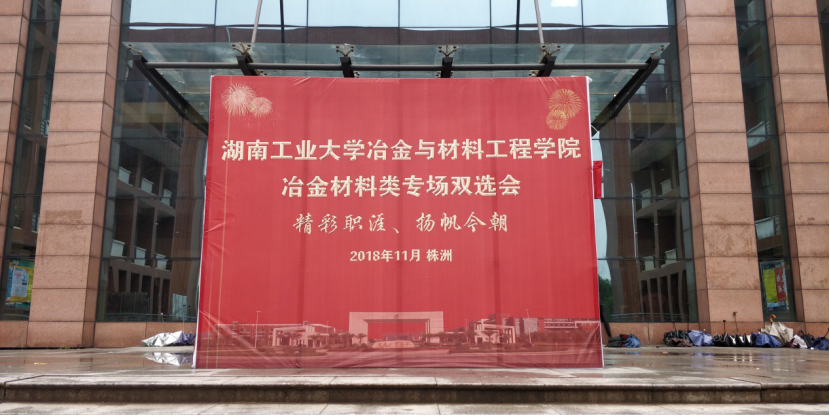 湖南工业大学冶金与材料工程学院
冶金材料类专场双选会
精彩职涯、扬帆今朝
2018年11月 株洲